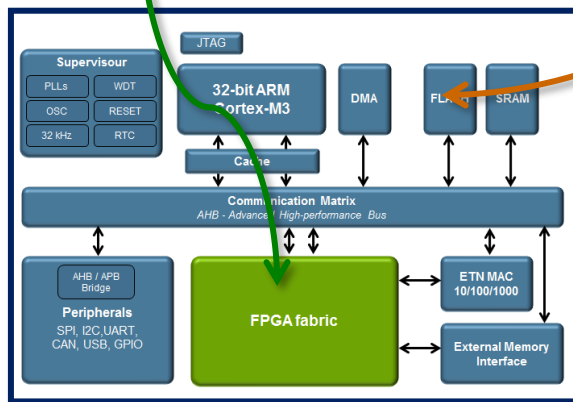 JTAG
Supervisour
PLLs
WDT
OSC
RESET
32 kHz
RTC
32-bit ARM
Cortex-M3
DMA
SRAM
Cache
Communication Matrix
AHB - Advanced High-performance Bus
AHB / APB
Bridge
Peripherals
SPI, I2C,UART,
CAN, USB, GPIO
FPGA fabric
ETN MAC
10/100/1000
External Memory
Interface